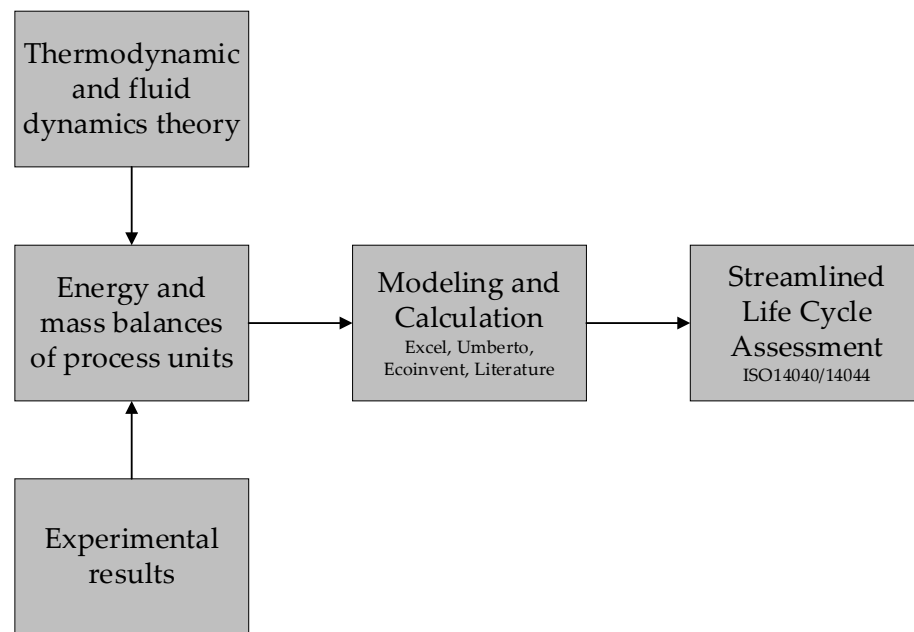 Thermodynamic
and fluid
dynamics theory
Energy and
mass balances
of process units
Modeling and
Calculation
Excel, Umberto,
Ecoinvent, Literature
Streamlined
Life Cycle
Assessment
ISO14040/14044
Experimental
results